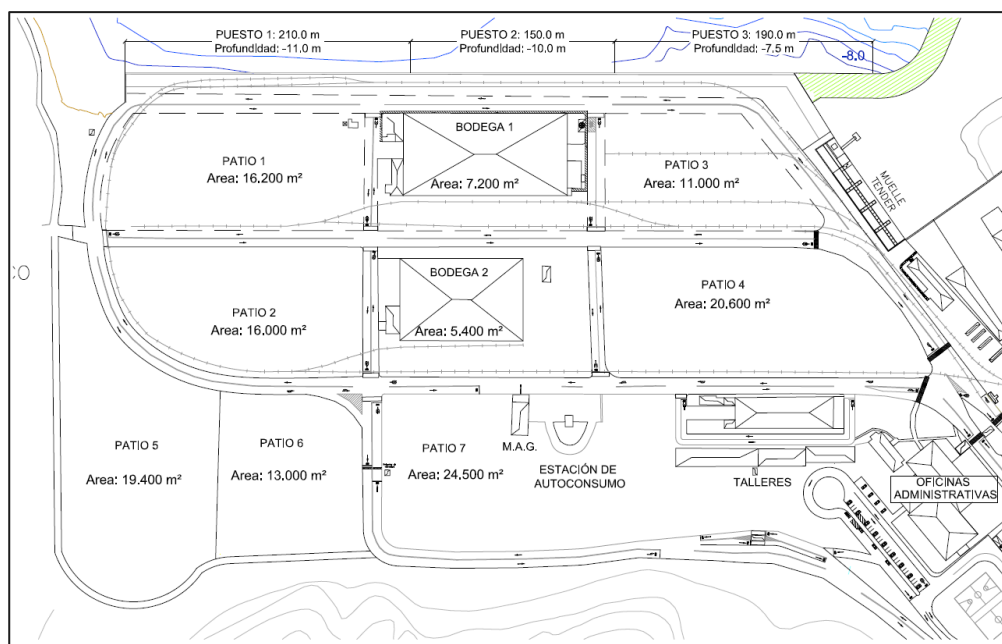 PUESTO 1: 210.0 m
Profundidad: -11,0 m
PUESTO 2: 150.0 m
Profundidad: -10,0 m
PUESTO 3: 190.0 m
Profundidad: -7,5 m
-8.0
BODEGA 1
Area: 7.200 m²
PATIO 1
Area: 16.200 m²
PATIO 3
Area: 11.000 m²
MUELLE
TENDER
CO
BODEGA 2
Area: 5.400 m²
PATIO 2
Area: 16.000 m²
PATIO 4
Area: 20.600 m²
PATIO 5
Area: 19.400 m²
PATIO 6
Area: 13.000 m²
PATIO 7
Area: 24.500 m²
M.A.G.
ESTACIÓN DE
AUTOCONSUMO
TALLERES
OFICINAS
ADMINISTRATIVAS